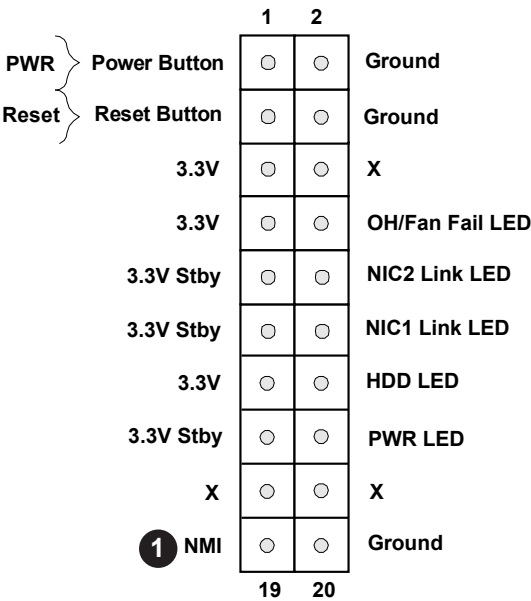 1 2
PWR Power Button Ground
Reset Reset Button Ground
3.3V X
3.3V OH/Fan Fail LED
3.3V Stby NIC2 Link LED
3.3V Stby NIC1 Link LED
3.3V HDD LED
3.3V Stby PWR LED
X X
1 NMI Ground
19 20